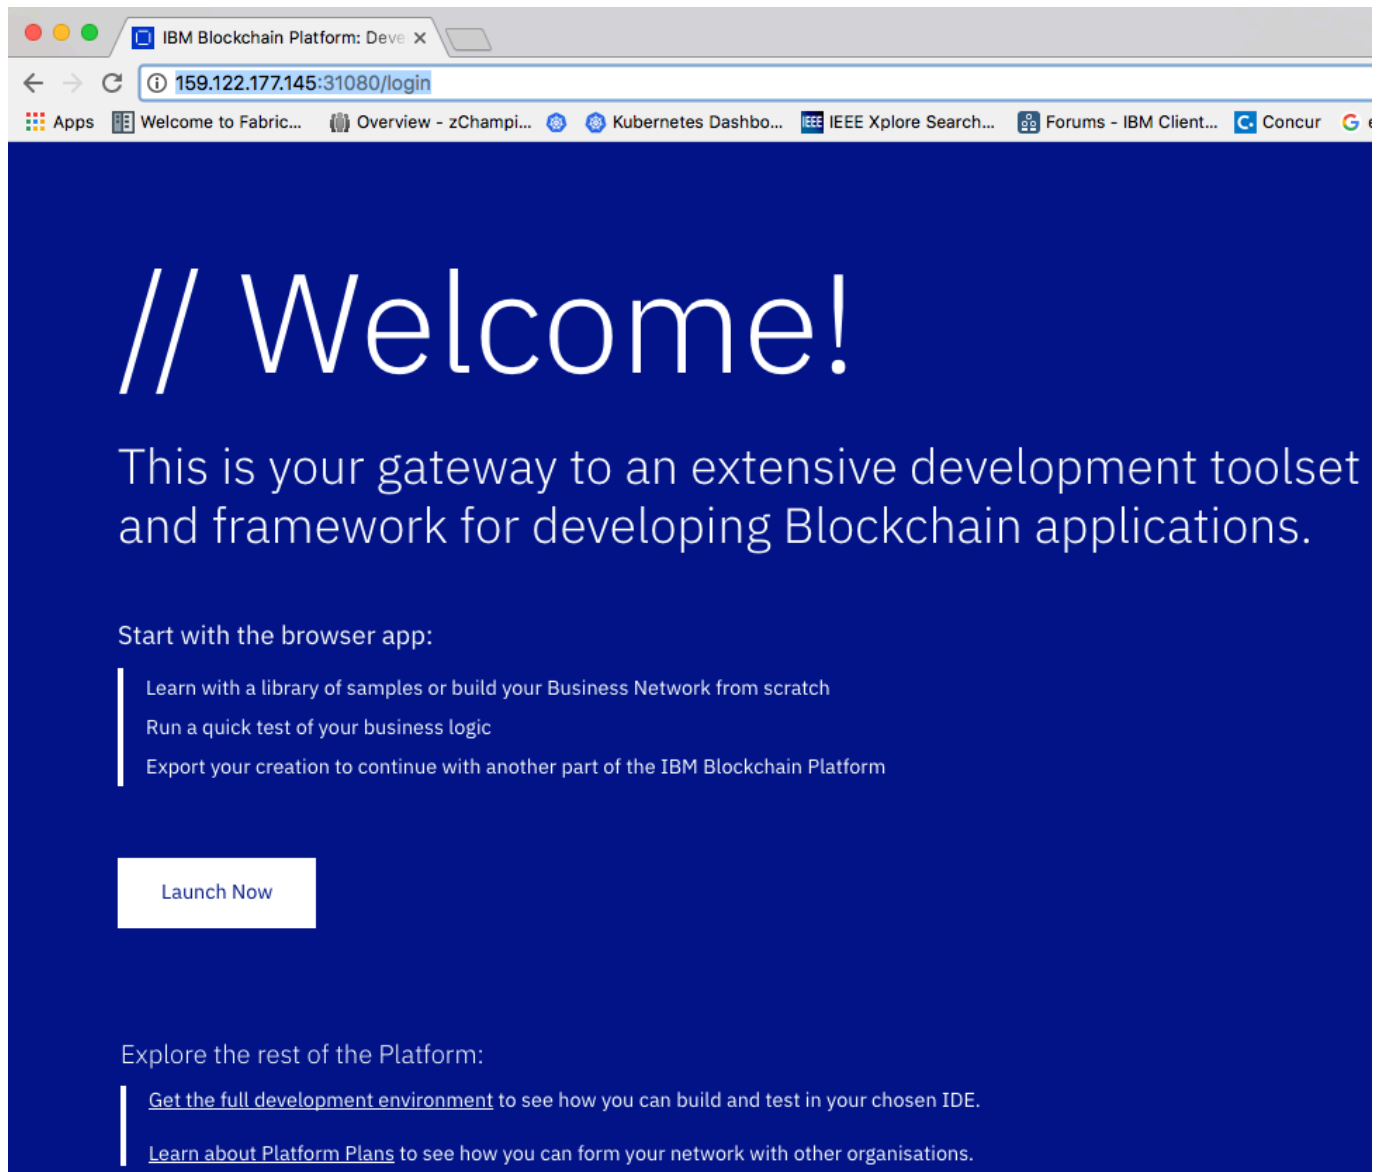 IBM Blockchain Platform: Deve
159.122.177.145:31080/login
Apps Welcome to Fabric... Overview - zChampi... Kubernetes Dashbo... IEEE IEEE Xplore Search... Forums - IBM Client... C. Concur G e
// Welcome!
This is your gateway to an extensive development toolset
and framework for developing Blockchain applications.
Start with the browser app:
Learn with a library of samples or build your Business Network from scratch
Run a quick test of your business logic
Export your creation to continue with another part of the IBM Blockchain Platform
Launch Now
Explore the rest of the Platform:
Get the full development environment to see how you can build and test in your chosen IDE.
Learn about Platform Plans to see how you can form your network with other organisations.